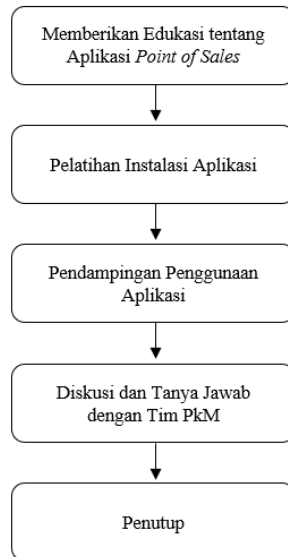 Memberikan Edukasi tentang
Aplikasi Point of Sales
Pelatihan Instalasi Aplikasi
Pendampingan Penggunaan
Aplikasi
Diskusi dan Tanya Jawab
dengan Tim PkM
Penutup